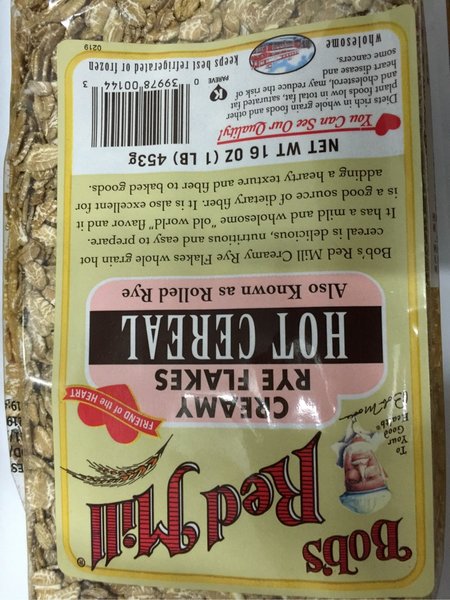 Bob's
Red Mill®
To
Your
Good
Health
Bob Moore
FRIEND of the HEART
CREAMY
RYE FLAKES
HOT CEREAL
Also Known as Rolled Rye
Bob's Red Mill Creamy Rye Flakes whole grain hot
cereal is delicious, nutritious and easy to prepare.
It has a mild and wholesome "old world" flavor and it
is a good source of dietary fiber. It is also excellent for
adding a hearty texture and fiber to baked goods.
NET WT 16 OZ (1 LB) 453g
You Can See Our Quality!
Diets rich in whole grain foods and other
plant foods low in total fat, saturated fat
and cholesterol, may reduce the risk of
heart disease and
some cancers.
wholesome
K
PAREVE
0 39978 00144 3
keeps best refrigerated or frozen
0219